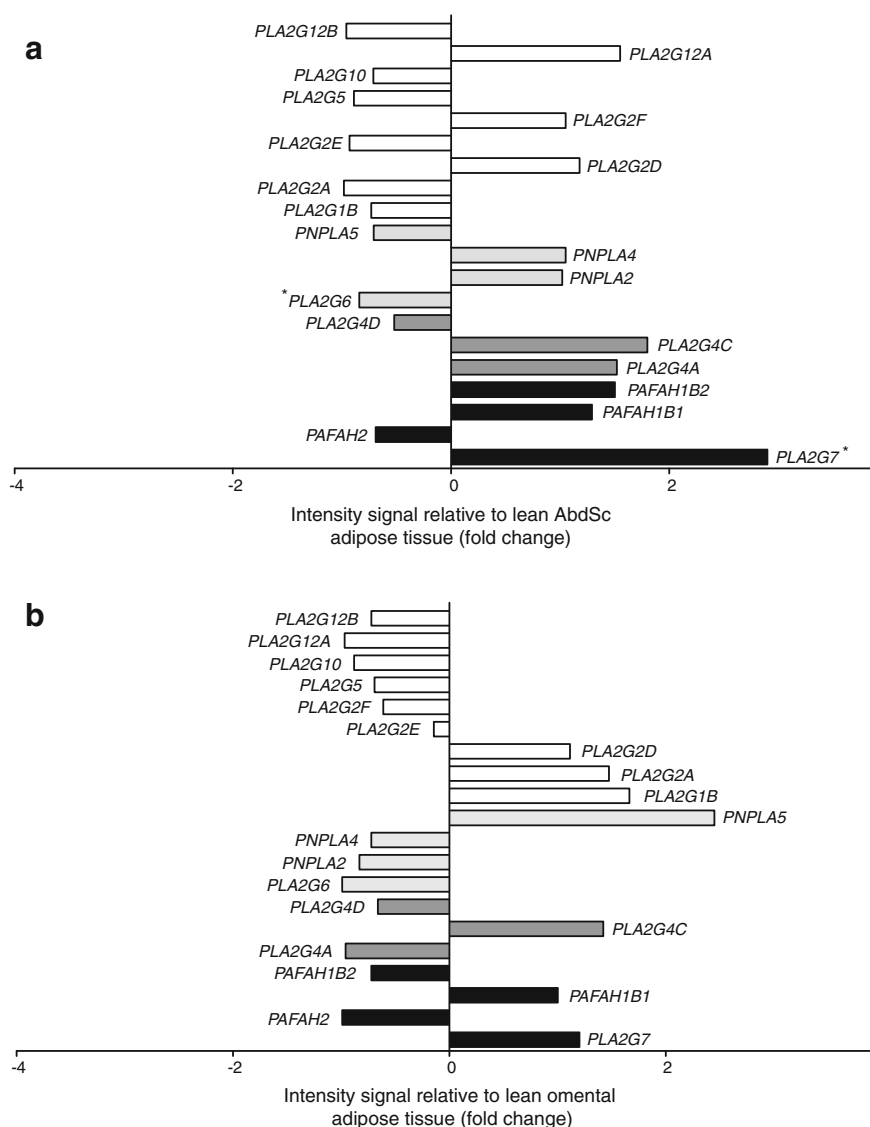 a
PLA2G12B
PLA2G12A
PLA2G10
PLA2G5
PLA2G2F
PLA2G2E
PLA2G2D
PLA2G2A
PLA2G1B
PNPLA5
PNPLA4
PNPLA2
*PLA2G6
PLA2G4D
PLA2G4C
PLA2G4A
PAFAH1B2
PAFAH1B1
PAFAH2
PLA2G7*
-4 -2 0 2
Intensity signal relative to lean AbdSc
adipose tissue (fold change)
b
PLA2G12B
PLA2G12A
PLA2G10
PLA2G5
PLA2G2F
PLA2G2E
PLA2G2D
PLA2G2A
PLA2G1B
PNPLA5
PNPLA4
PNPLA2
PLA2G6
PLA2G4D
PLA2G4C
PLA2G4A
PAFAH1B2
PAFAH1B1
PAFAH2
PLA2G7
-4 -2 0 2
Intensity signal relative to lean omental
adipose tissue (fold change)